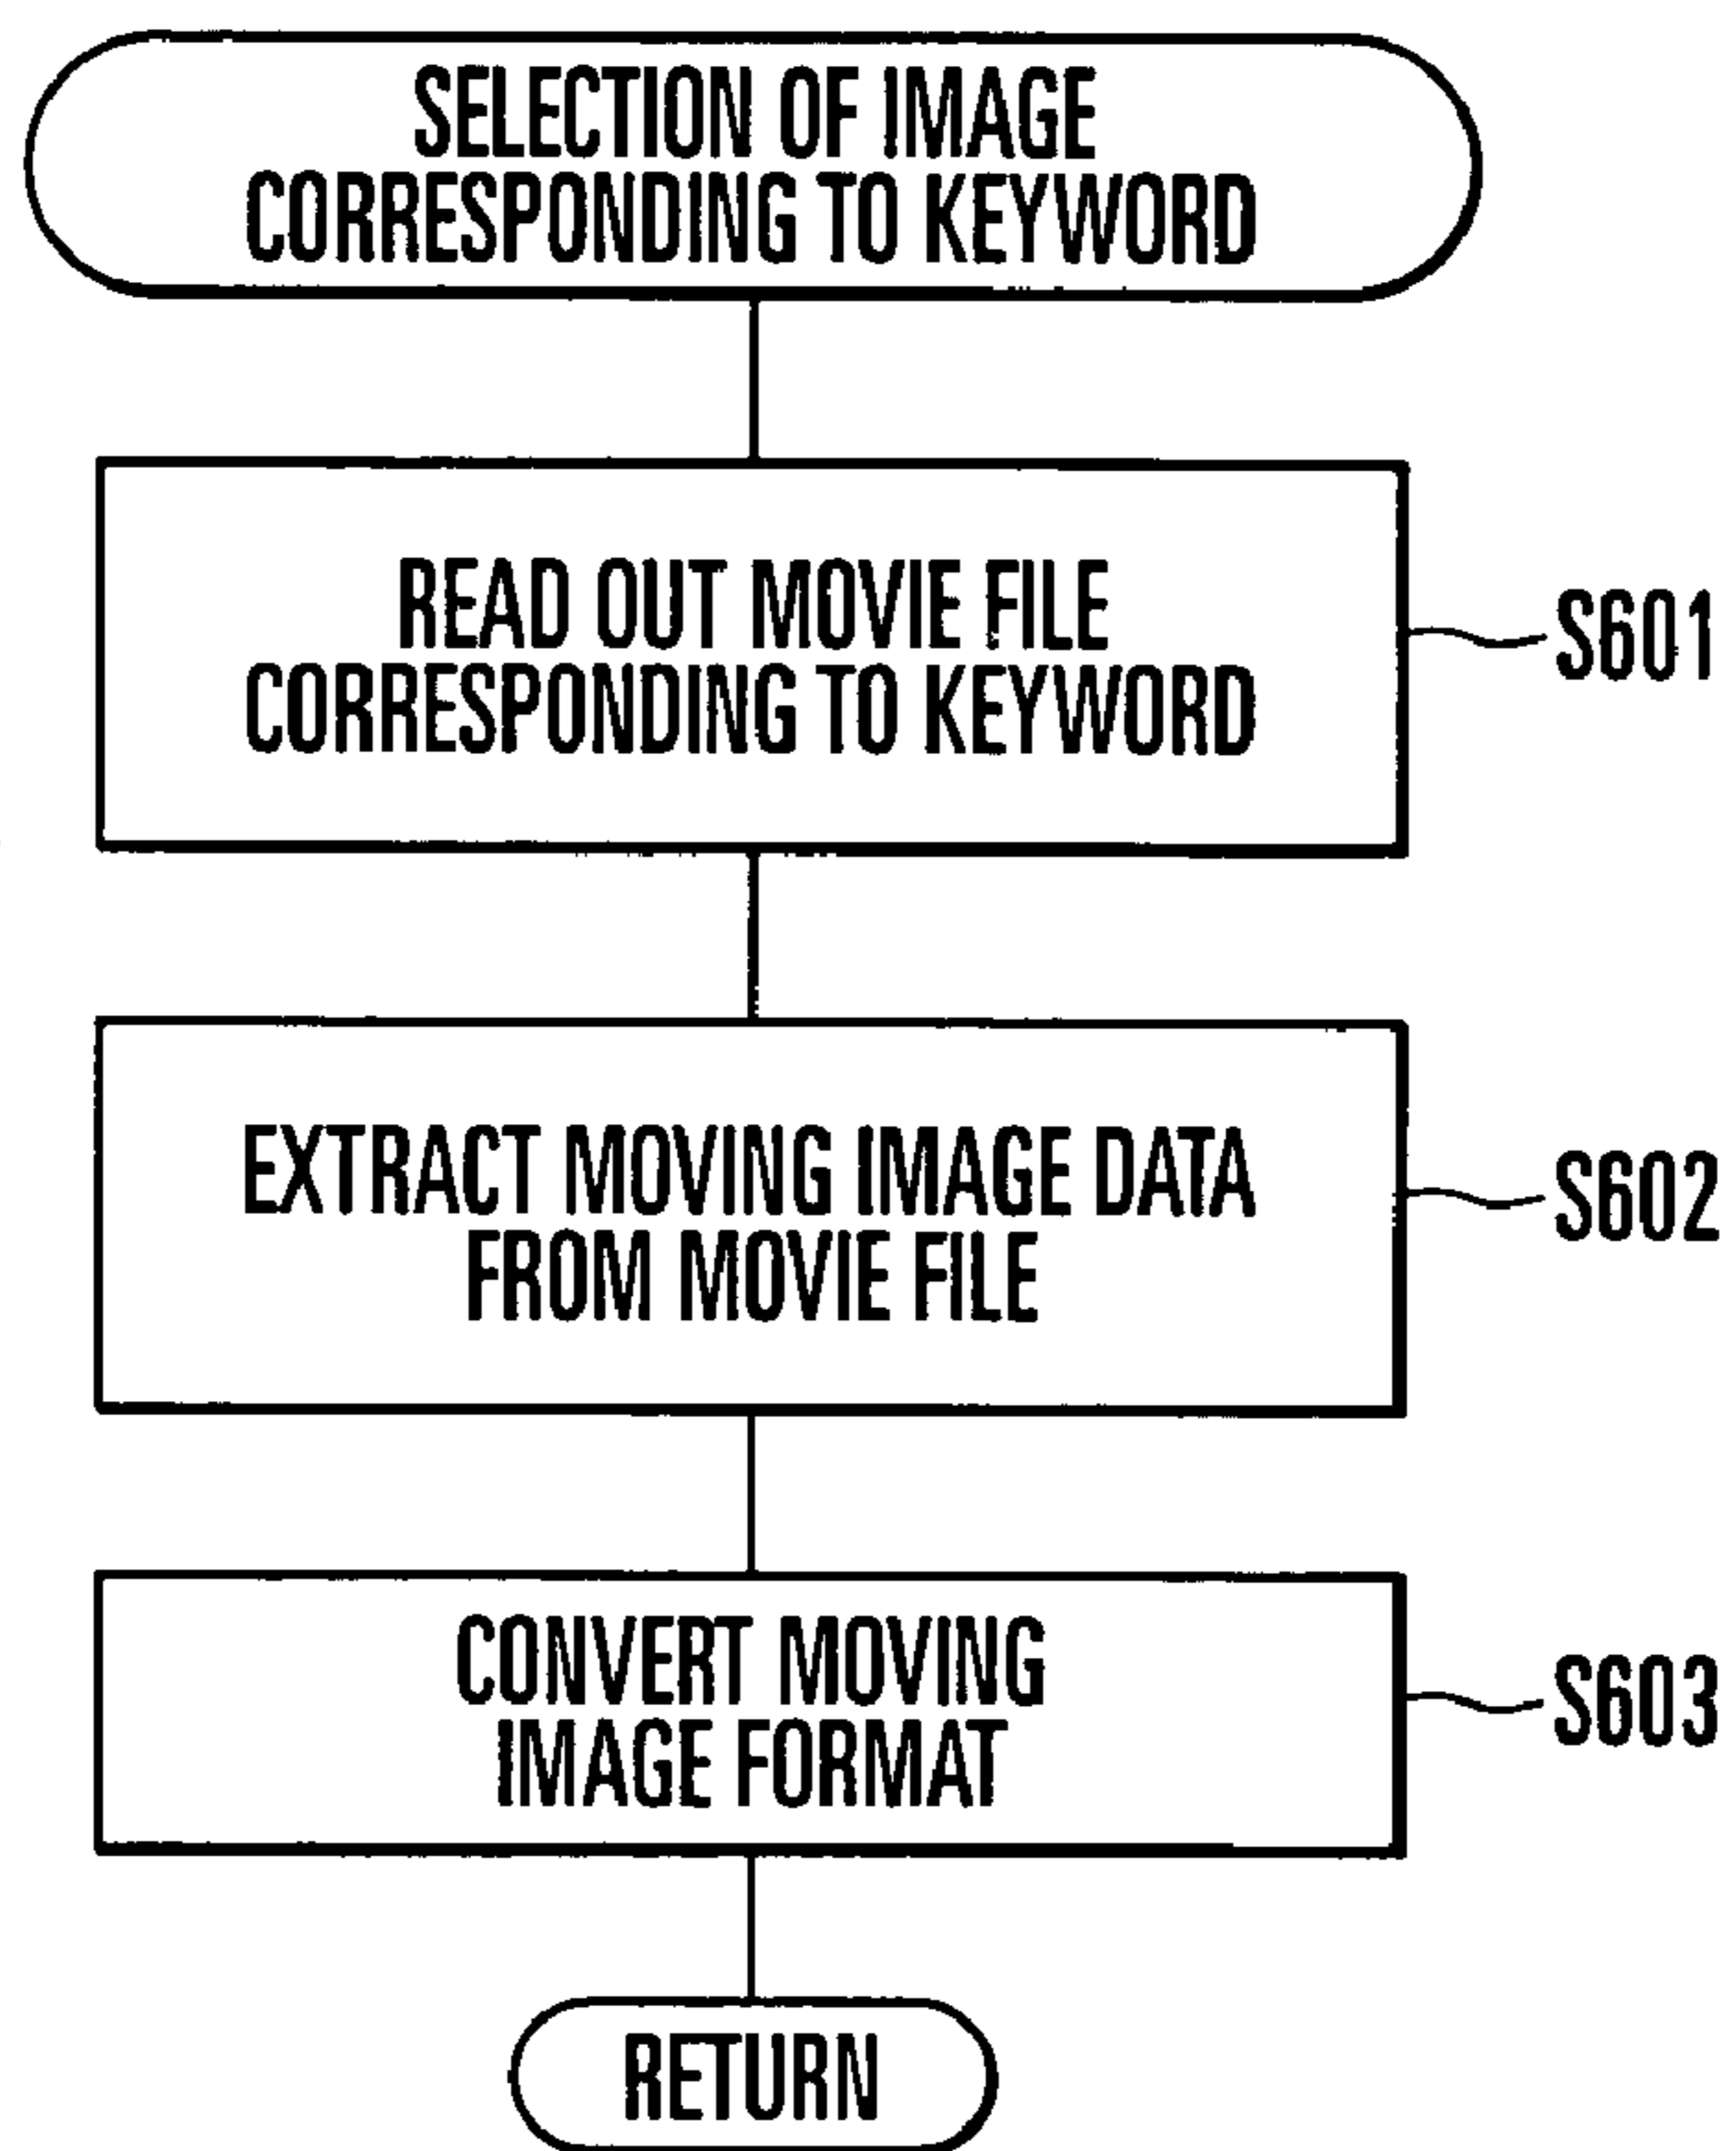 SELECTION OF IMAGE
CORRESPONDING TO KEYWORD
READ OUT MOVIE FILE
CORRESPONDING TO KEYWORD
S601
EXTRACT MOVING IMAGE DATA
FROM MOVIE FILE
S602
CONVERT MOVING
IMAGE FORMAT
S603
RETURN